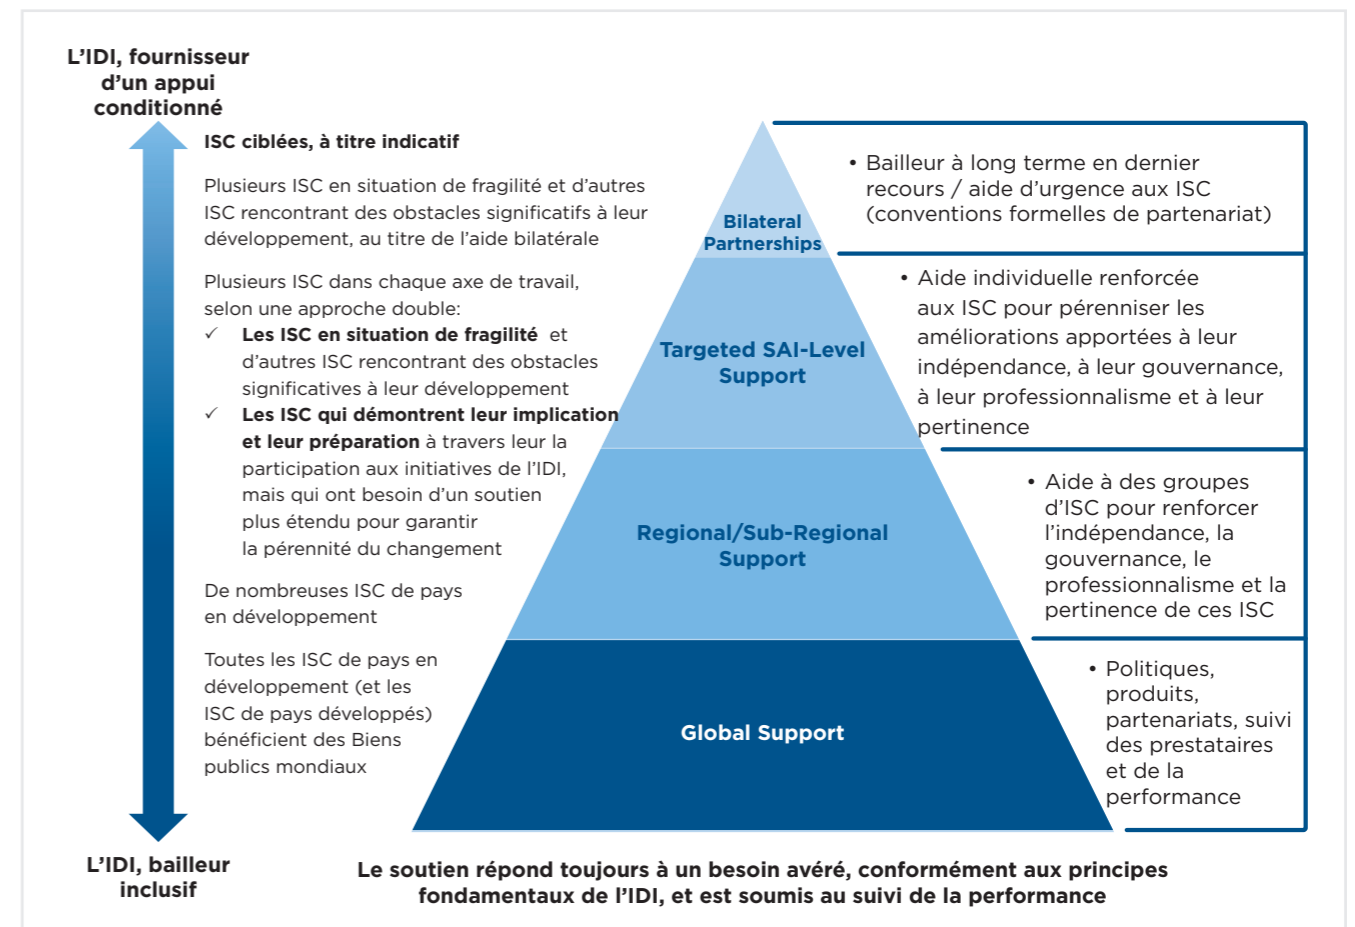 L’IDI, fournisseur
d’un appui
conditionné
ISC ciblées, à titre indicatif
Plusieurs ISC en situation de fragilité et d’autres
ISC rencontrant des obstacles significatifs à leur
développement, au titre de l’aide bilatérale
Plusieurs ISC dans chaque axe de travail,
selon une approche double:
✓ Les ISC en situation de fragilité et
d’autres ISC rencontrant des obstacles
significatives à leur développement
✓ Les ISC qui démontrent leur implication
et leur préparation à travers leur la
participation aux initiatives de l’IDI,
mais qui ont besoin d’un soutien
plus étendu pour garantir
la pérennité du changement
De nombreuses ISC de pays
en développement
Toutes les ISC de pays en
développement (et les
ISC de pays développés)
bénéficient des Biens
publics mondiaux
L’IDI, bailleur
inclusif
Bilateral
Partnerships
Targeted SAI-Level
Support
Regional/Sub-Regional
Support
Global Support
• Bailleur à long terme en dernier
recours / aide d’urgence aux ISC
(conventions formelles de partenariat)
• Aide individuelle renforcée
aux ISC pour pérenniser les
améliorations apportées à leur
indépendance, à leur gouvernance,
à leur professionnalisme et à leur
pertinence
• Aide à des groupes
d’ISC pour renforcer
l’indépendance, la
gouvernance, le
professionnalisme et la
pertinence de ces ISC
• Politiques,
produits,
partenariats, suivi
des prestataires
et de la
performance
Le soutien répond toujours à un besoin avéré, conformément aux principes
fondamentaux de l’IDI, et est soumis au suivi de la performance